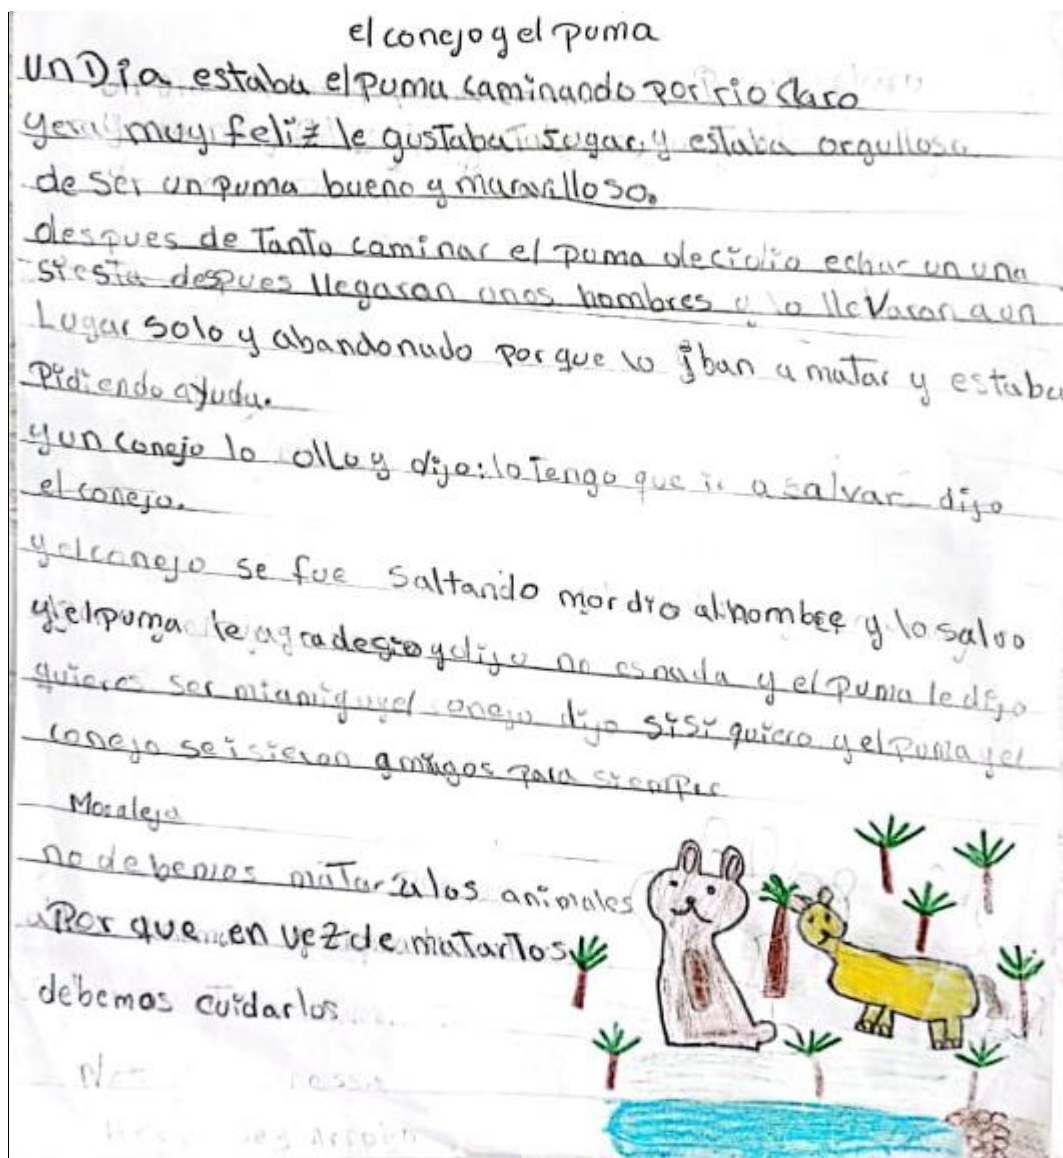 el conejo y el puma
Un Dia estaba el puma caminando por rio claro
y era muy feliz le gustaba Jugar, y estaba orgulloso
de ser un puma bueno y maravilloso.
despues de Tanto caminar el puma decidio echar un una
siesta despues llegaron unos hombres y lo llevaron a un
Lugar solo y abandonado porque lo iban a matar y estaba
Pidiendo ayuda.
y un conejo lo ollo y dijo: lo Tengo que ir a salvar dijo
el conejo.
y el conejo se fue saltando mordio al hombre y lo salvo
y el puma le agradesio y dijo no es nada y el puma le dijo
quieres ser mi amigo y el conejo dijo si si quiero y el puma y el
conejo se isieron amigos para siempre
Moraleja
no debemos matar a los animales
Por que en vez de matarlos
debemos cuidarlos